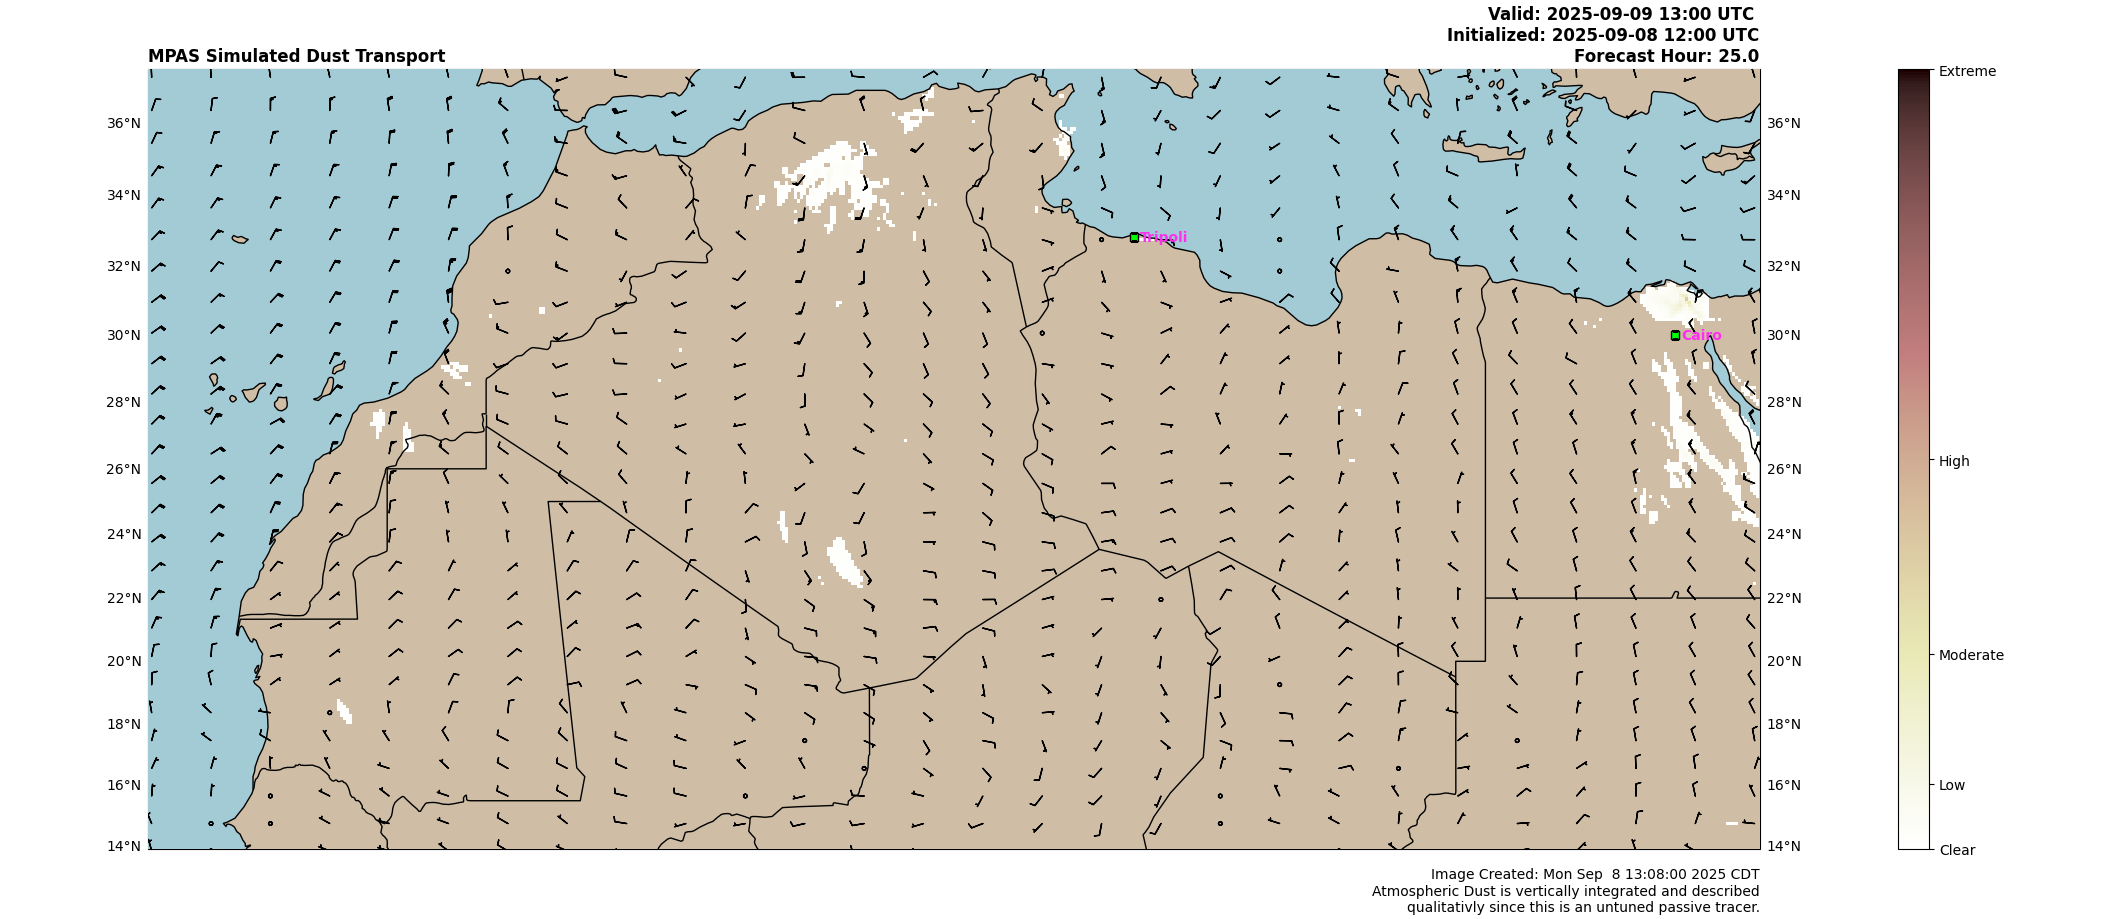 Valid: 2025-09-09 13:00 UTC
Initialized: 2025-09-08 12:00 UTC
MPAS Simulated Dust Transport
Forecast Hour: 25.0
Extreme
36°N
36°N
34°N
34°N
Tripoli
32°N
32°N
30°N
Cairo
30°N
28°N
28°N
High
26°N
26°N
24°N
24°N
22°N
22°N
Moderate
20°N
20°N
18°N
18°N
16°N
16°N
Low
14°N
14°N
Clear
Image Created: Mon Sep  8 13:08:00 2025 CDT
Atmospheric Dust is vertically integrated and described
qualitativly since this is an untuned passive tracer.